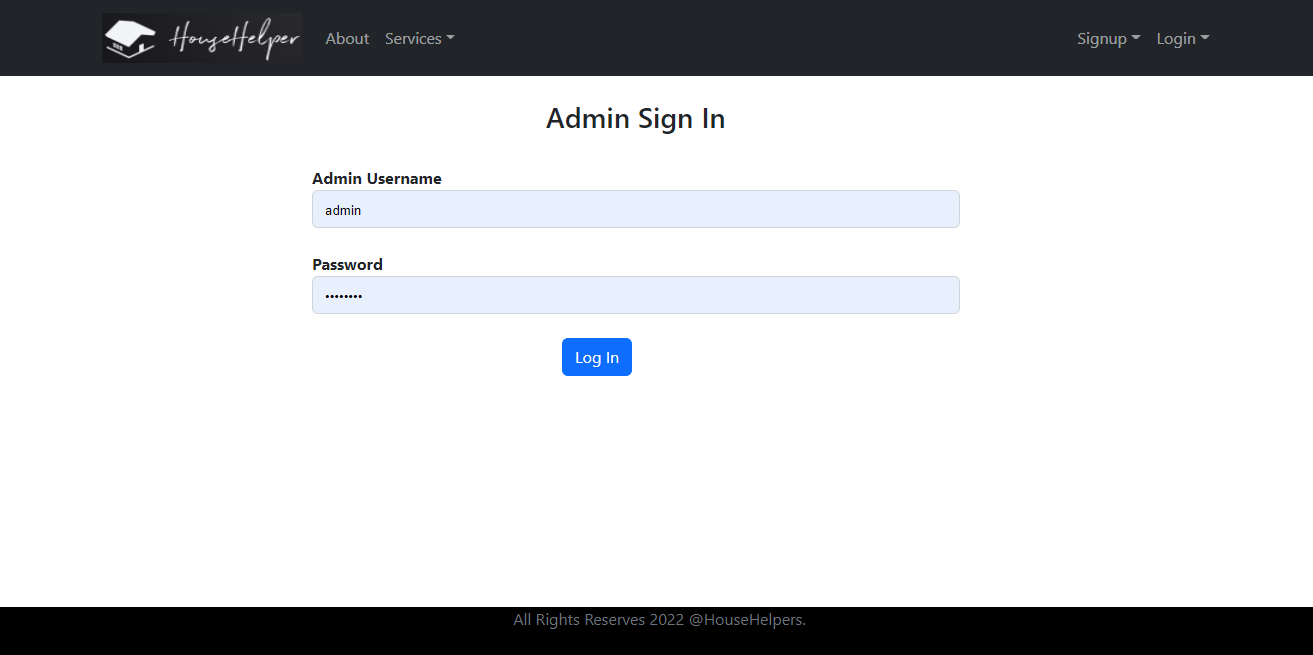 HouseHelper About Services Signup Login
Admin Sign In
Admin Username
admin
Password
••••••••
Log In
All Rights Reserves 2022 @HouseHelpers.